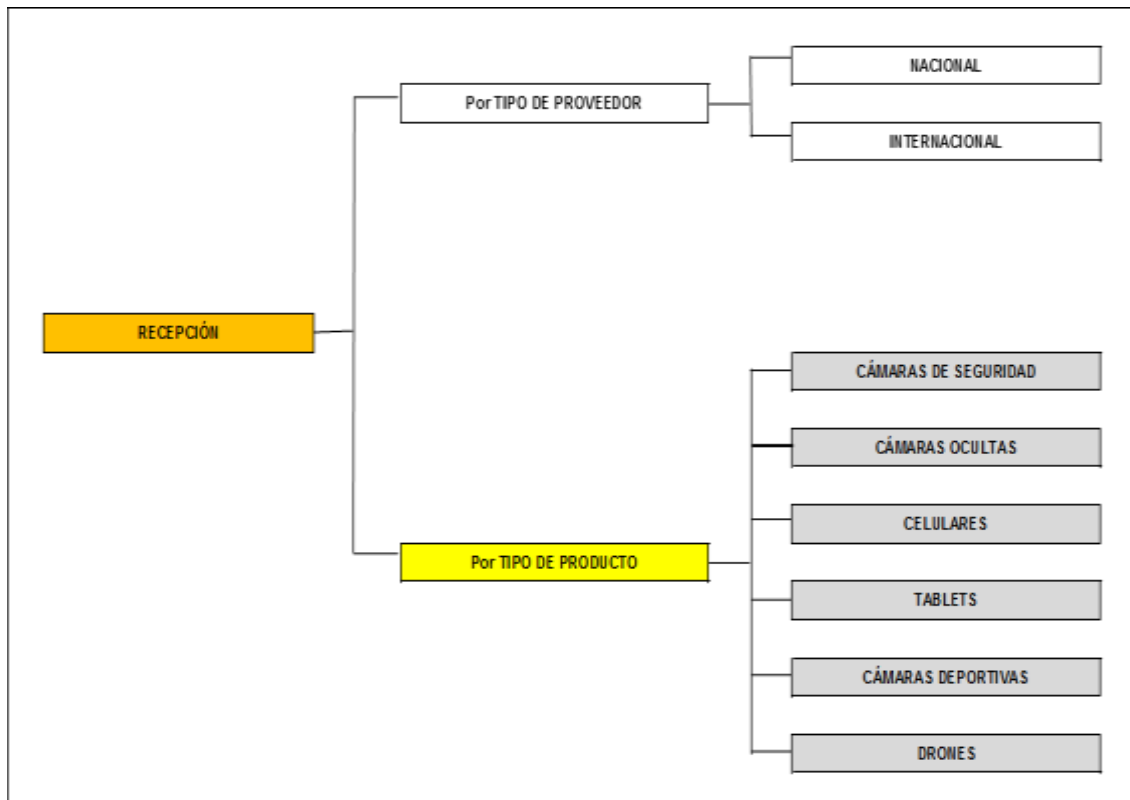 NACIONAL
Por TIPO DE PROVEEDOR
INTERNACIONAL
RECEPCIÓN
CÁMARAS DE SEGURIDAD
CÁMARAS OCULTAS
CELULARES
Por TIPO DE PRODUCTO
TABLETS
CÁMARAS DEPORTIVAS
DRONES